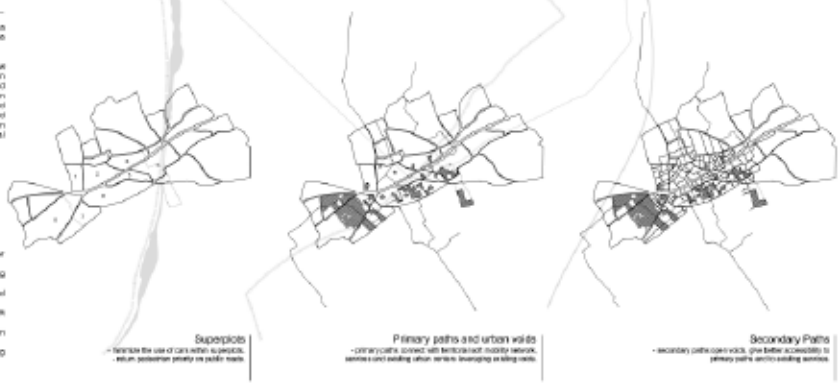 Superplots
- minimize the use of cars within superplots.
- return pedestrian priority on public roads.
Primary paths and urban voids
- primary paths connect with territorial soft mobility network,
services and existing urban centers leveraging existing voids.
Secondary Paths
- secondary paths open voids, give better accessibility to
primary paths and to existing services.